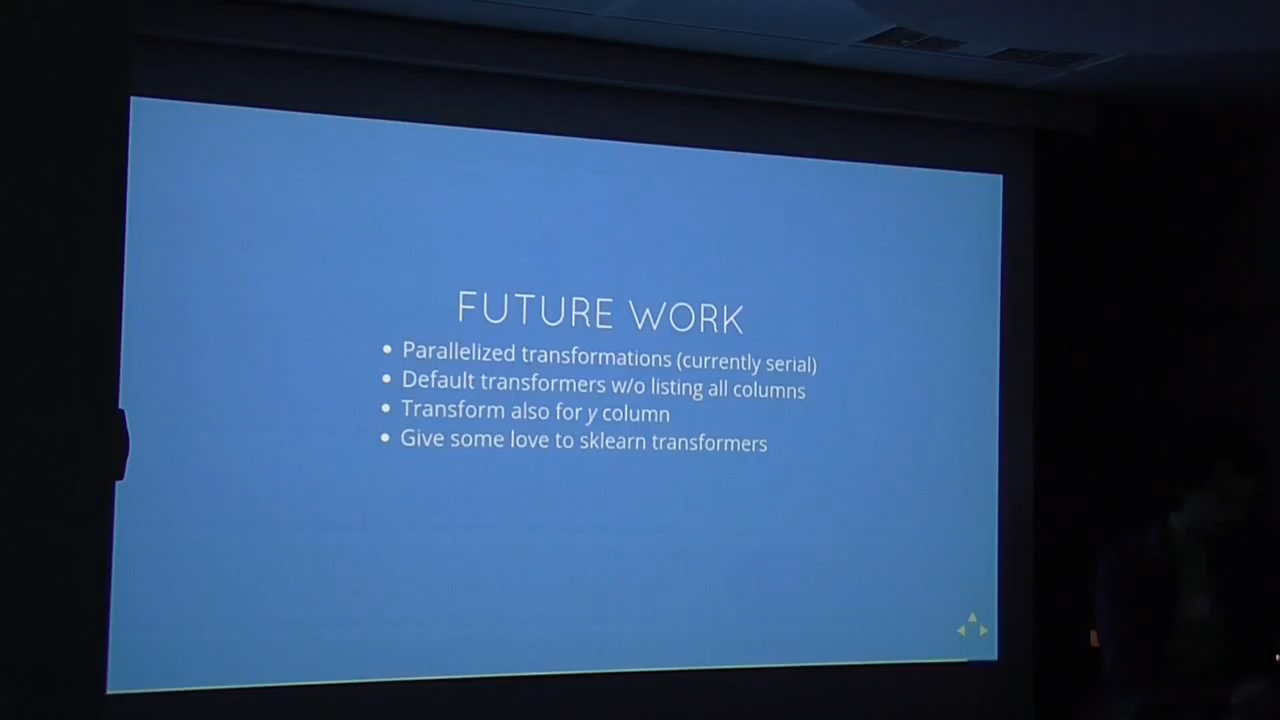 FUTURE WORK
• Parallelized transformations (currently serial)
• Default transformers w/o listing all columns
• Transform also for y column
• Give some love to sklearn transformers